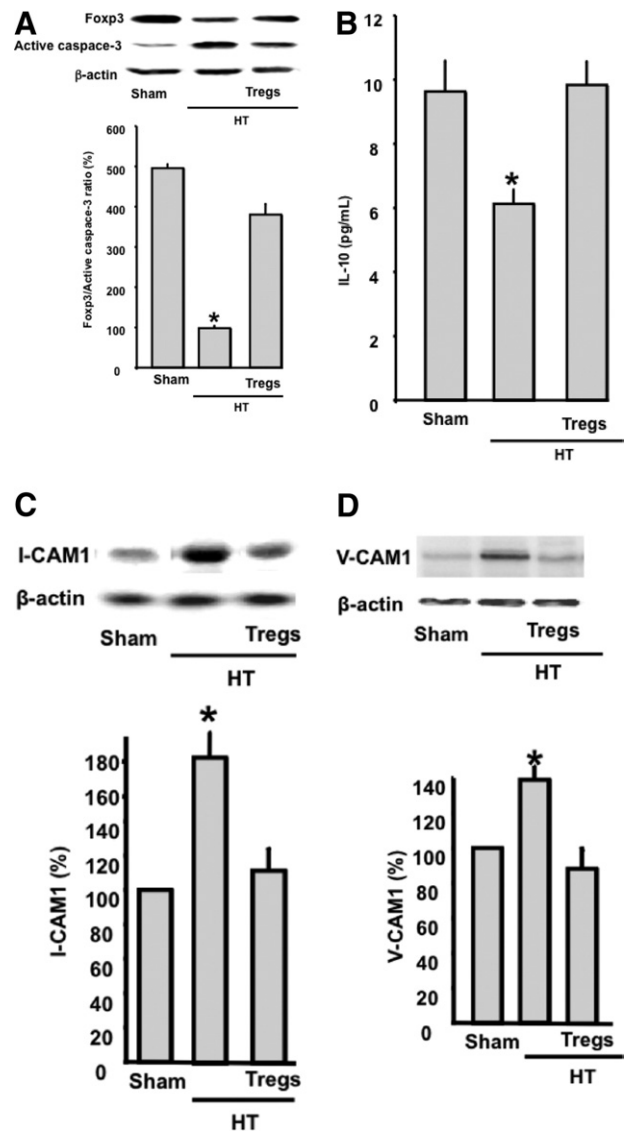 A
Foxp3
Active caspace-3
β-actin
Sham
Tregs
HT
Foxp3/Active caspace-3 ratio (%)
600
500
400
300
200
100
0
*
Sham
Tregs
HT
B
IL-10 (pg/mL)
12
10
8
6
4
2
0
*
Sham
Tregs
HT
C
I-CAM1
β-actin
Sham
Tregs
HT
I-CAM1 (%)
180
160
140
120
100
80
60
40
20
0
*
Sham
Tregs
HT
D
V-CAM1
β-actin
Sham
Tregs
HT
V-CAM1 (%)
140
120
100
80
60
40
20
0
*
Sham
Tregs
HT